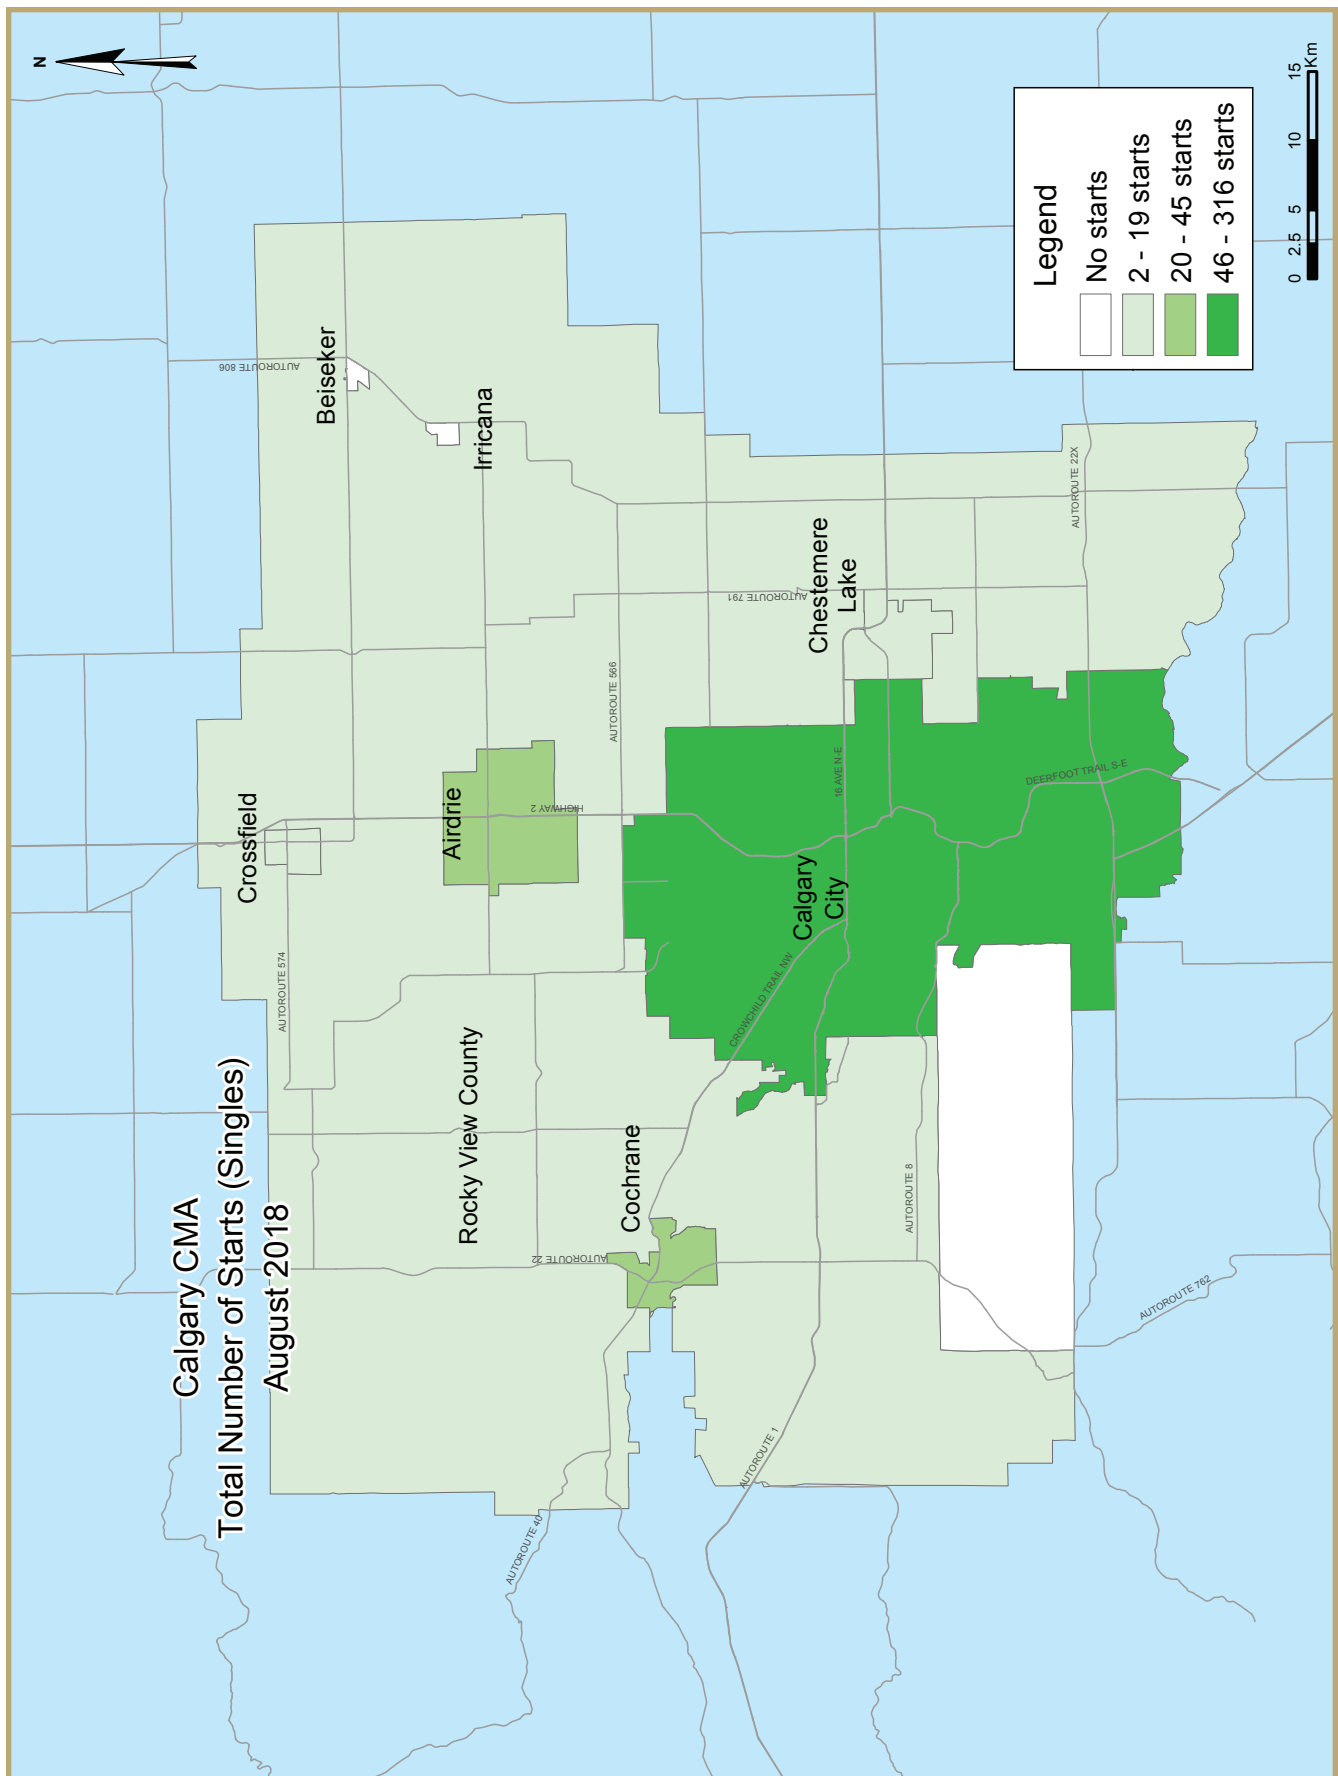 Calgary CMA
Total Number of Starts (Singles)
August 2018
N
Crossfield
Beiseker
Irricana
Airdrie
Rocky View County
Cochrane
Calgary
City
Chestemere
Lake
AUTOROUTE 806
AUTOROUTE 574
AUTOROUTE 566
HIGHWAY 2
AUTOROUTE 791
AUTOROUTE 22
AUTOROUTE 40
AUTOROUTE 1
CROWCHILD TRAIL NW
16 AVE N-E
DEERFOOT TRAIL S-E
AUTOROUTE 22X
AUTOROUTE 8
AUTOROUTE 762
Legend
No starts
2 - 19 starts
20 - 45 starts
46 - 316 starts
0 2.5 5 10 15
Km